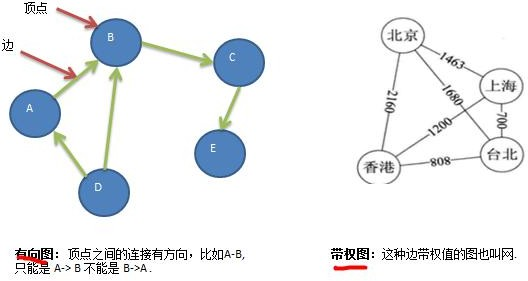 顶点
边
A
B
C
D
E
有向图：顶点之间的连接有方向，比如A-B,
只能是 A-> B 不能是 B->A .
北京
上海
香港
台北
1463
2160
1680
1200
700
808
带权图：这种边带权值的图也叫网.